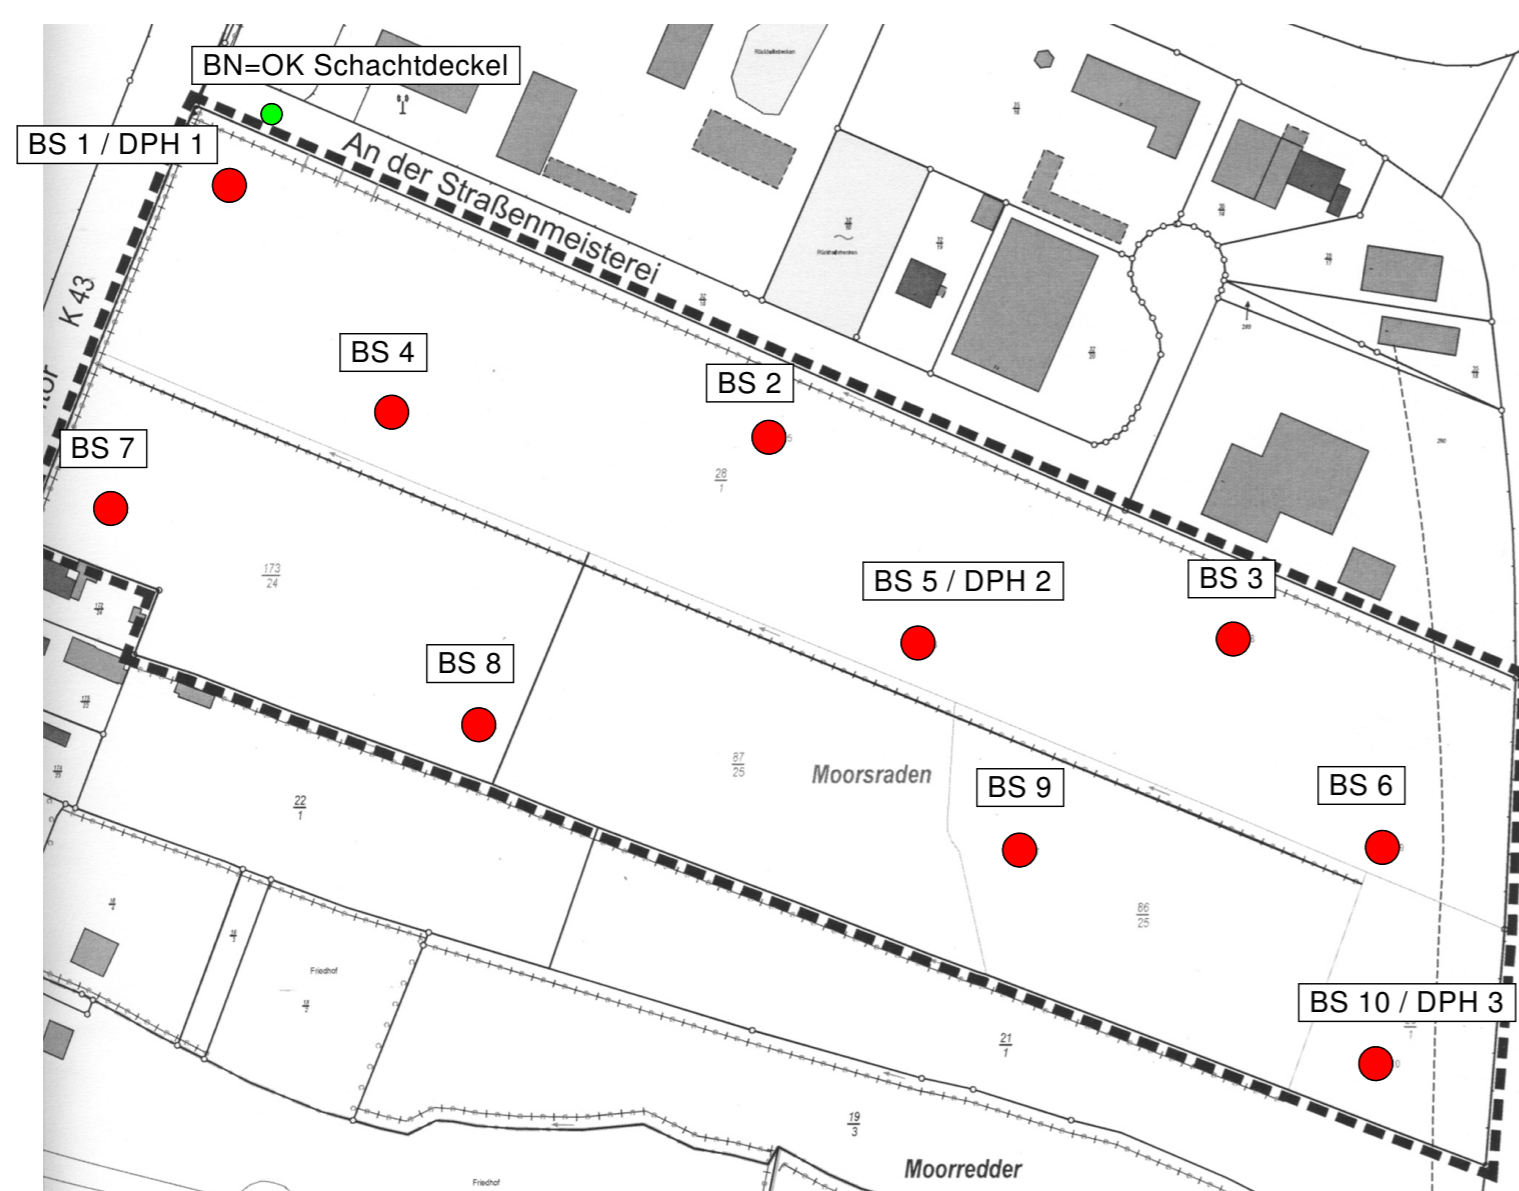 Rückhaltebecken
BN=OK Schachtdeckel
BS 1 / DPH 1
An der Straßenmeisterei
Rückhaltebecken
K 43
BS 4
BS 2
BS 7
28
1
173
24
BS 5 / DPH 2
BS 3
BS 8
87
25
Moorsraden
BS 9
BS 6
22
1
86
25
Friedhof
BS 10 / DPH 3
21
1
19
3
Moorredder
Friedhof